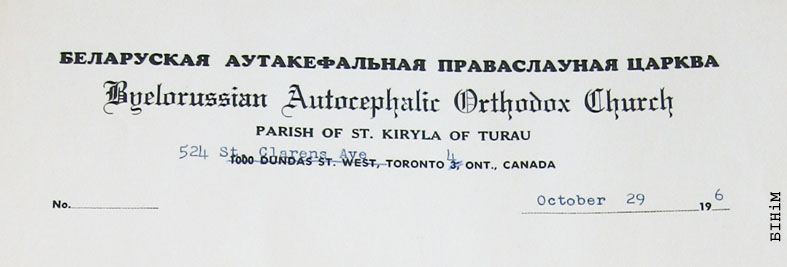 БЕЛАРУСКАЯ АУТАКЕФАЛЬНАЯ ПРАВАСЛАУНАЯ ЦАРКВА
Byelorussian Autocephalic Orthodox Church
PARISH OF ST. KIRYLA OF TURAU
524 St. Clarens Ave 4
1000 DUNDAS ST. WEST, TORONTO 3, ONT., CANADA
No. October 29 196
БІНіМ